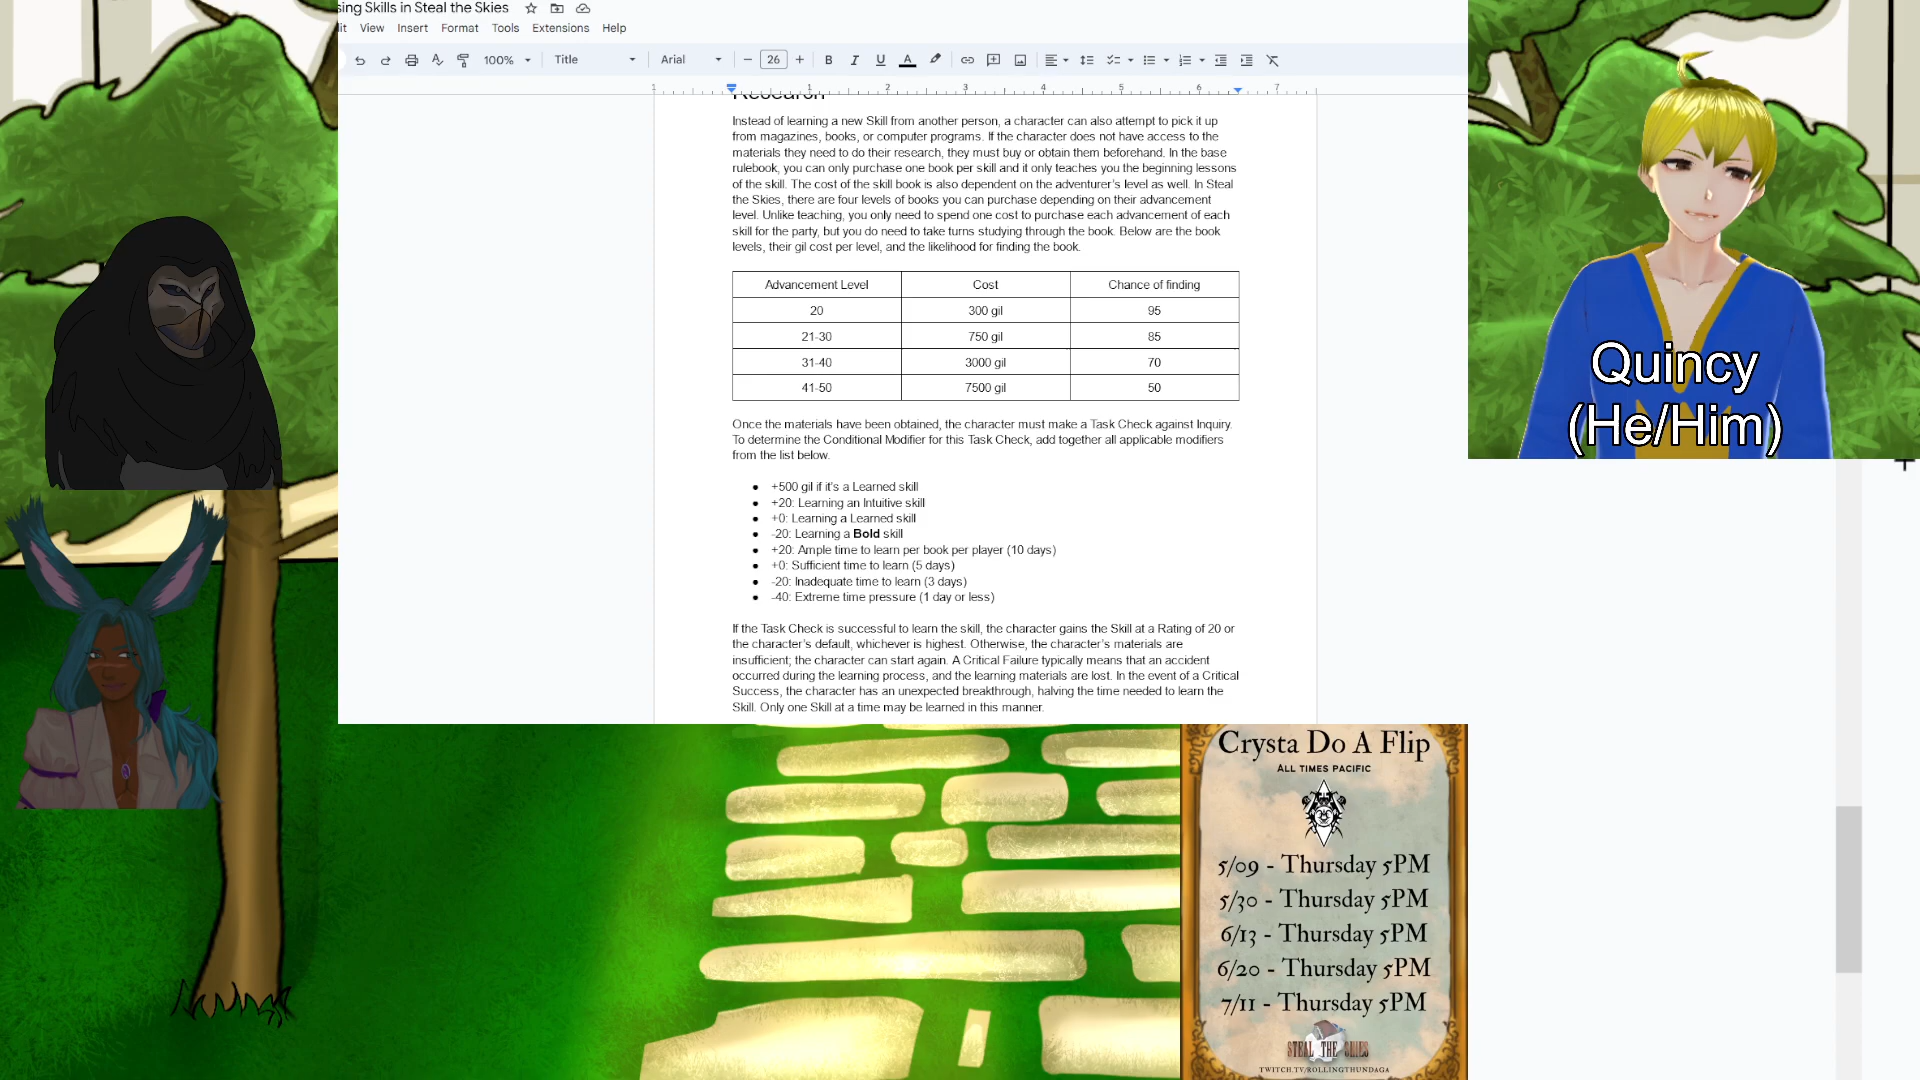 sing Skills in Steal the Skies
it View Insert Format Tools Extensions Help
100% Title Arial 26 B I U A
1 1 2 3 4 5 6 7
Research
Instead of learning a new Skill from another person, a character can also attempt to pick it up
from magazines, books, or computer programs. If the character does not have access to the
materials they need to do their research, they must buy or obtain them beforehand. In the base
rulebook, you can only purchase one book per skill and it only teaches you the beginning lessons
of the skill. The cost of the skill book is also dependent on the adventurer's level as well. In Steal
the Skies, there are four levels of books you can purchase depending on their advancement
level. Unlike teaching, you only need to spend one cost to purchase each advancement of each
skill for the party, but you do need to take turns studying through the book. Below are the book
levels, their gil cost per level, and the likelihood for finding the book.
Advancement Level Cost Chance of finding
20 300 gil 95
21-30 750 gil 85
31-40 3000 gil 70
41-50 7500 gil 50
Once the materials have been obtained, the character must make a Task Check against Inquiry.
To determine the Conditional Modifier for this Task Check, add together all applicable modifiers
from the list below.
● +500 gil if it's a Learned skill
● +20: Learning an Intuitive skill
● +0: Learning a Learned skill
● -20: Learning a Bold skill
● +20: Ample time to learn per book per player (10 days)
● +0: Sufficient time to learn (5 days)
● -20: Inadequate time to learn (3 days)
● -40: Extreme time pressure (1 day or less)
If the Task Check is successful to learn the skill, the character gains the Skill at a Rating of 20 or
the character's default, whichever is highest. Otherwise, the character's materials are
insufficient; the character can start again. A Critical Failure typically means that an accident
occurred during the learning process, and the learning materials are lost. In the event of a Critical
Success, the character has an unexpected breakthrough, halving the time needed to learn the
Skill. Only one Skill at a time may be learned in this manner.
Quincy
(He/Him)
Crysta Do A Flip
ALL TIMES PACIFIC
5/09 - Thursday 5PM
5/30 - Thursday 5PM
6/13 - Thursday 5PM
6/20 - Thursday 5PM
7/11 - Thursday 5PM
STEAL THE SKIES
TWITCH.TV/ROLLINGTHUNDAGA